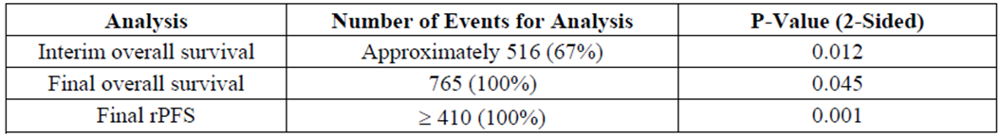 Analysis Number of Events for Analysis P-Value (2-Sided)
Interim overall survival Approximately 516 (67%) 0.012
Final overall survival 765 (100%) 0.045
Final rPFS ≥ 410 (100%) 0.001